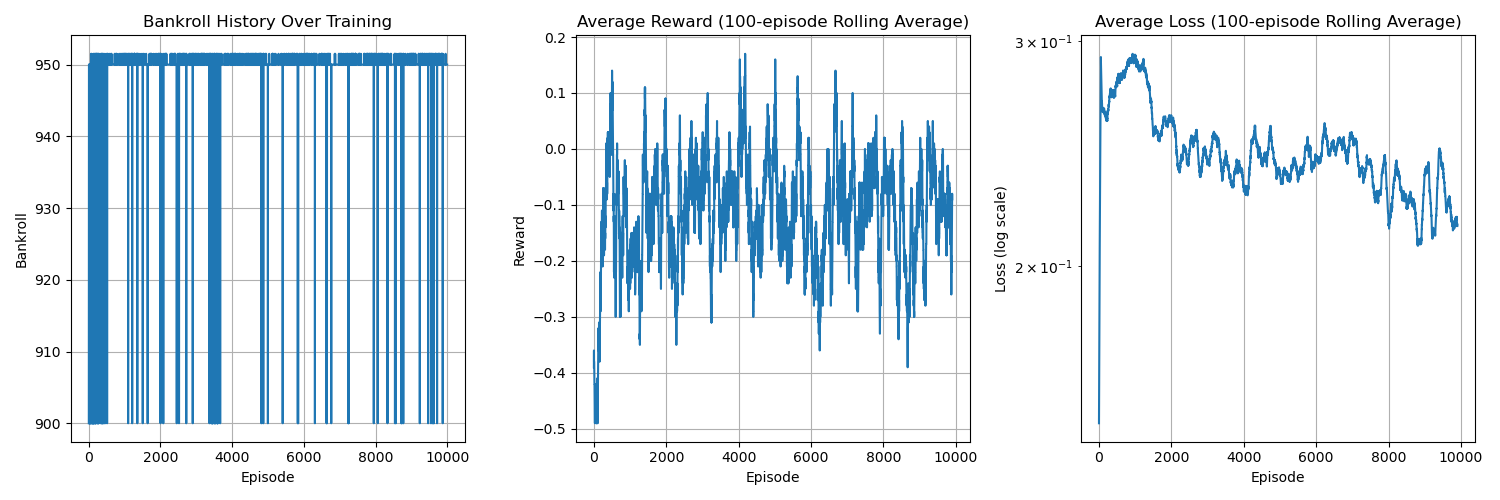 Bankroll History Over Training
950
940
930
920
910
900
Bankroll
0 2000 4000 6000 8000 10000
Episode
Average Reward (100-episode Rolling Average)
0.2
0.1
0.0
−0.1
−0.2
−0.3
−0.4
−0.5
Reward
0 2000 4000 6000 8000 10000
Episode
Average Loss (100-episode Rolling Average)
3 × 10⁻¹
2 × 10⁻¹
Loss (log scale)
0 2000 4000 6000 8000 10000
Episode